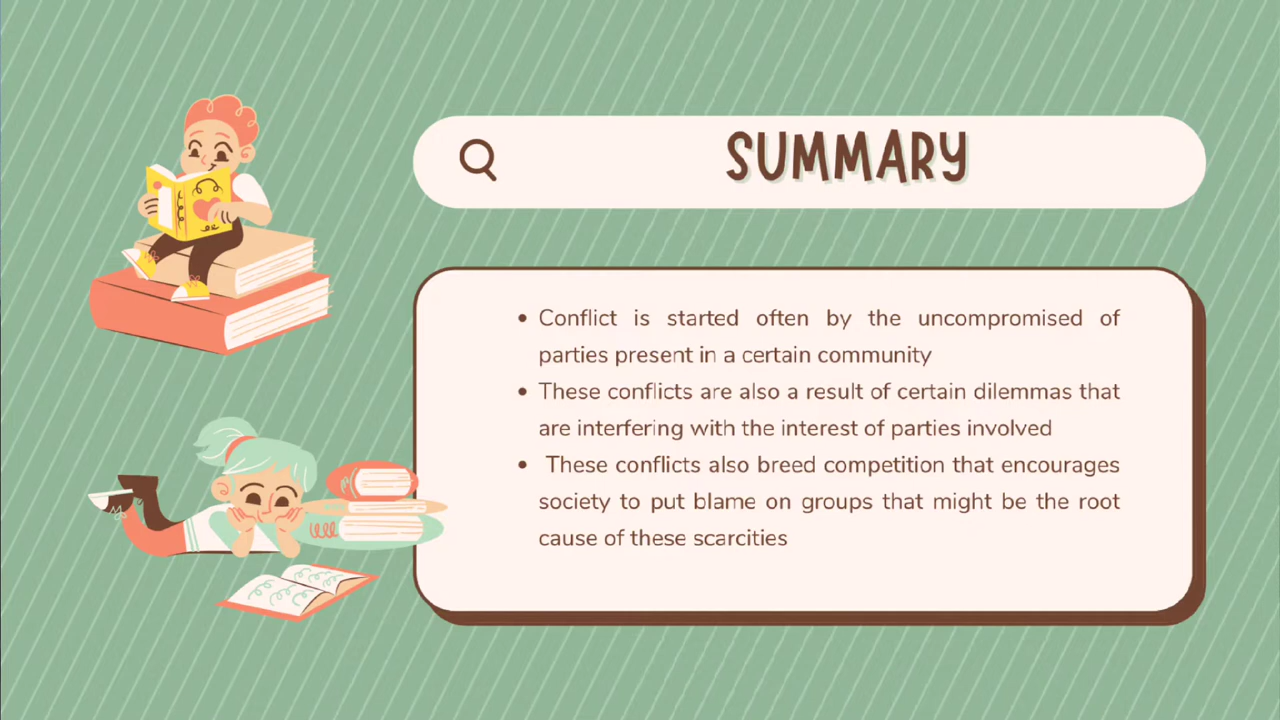 SUMMARY
• Conflict is started often by the uncompromised of
parties present in a certain community
• These conflicts are also a result of certain dilemmas that
are interfering with the interest of parties involved
• These conflicts also breed competition that encourages
society to put blame on groups that might be the root
cause of these scarcities